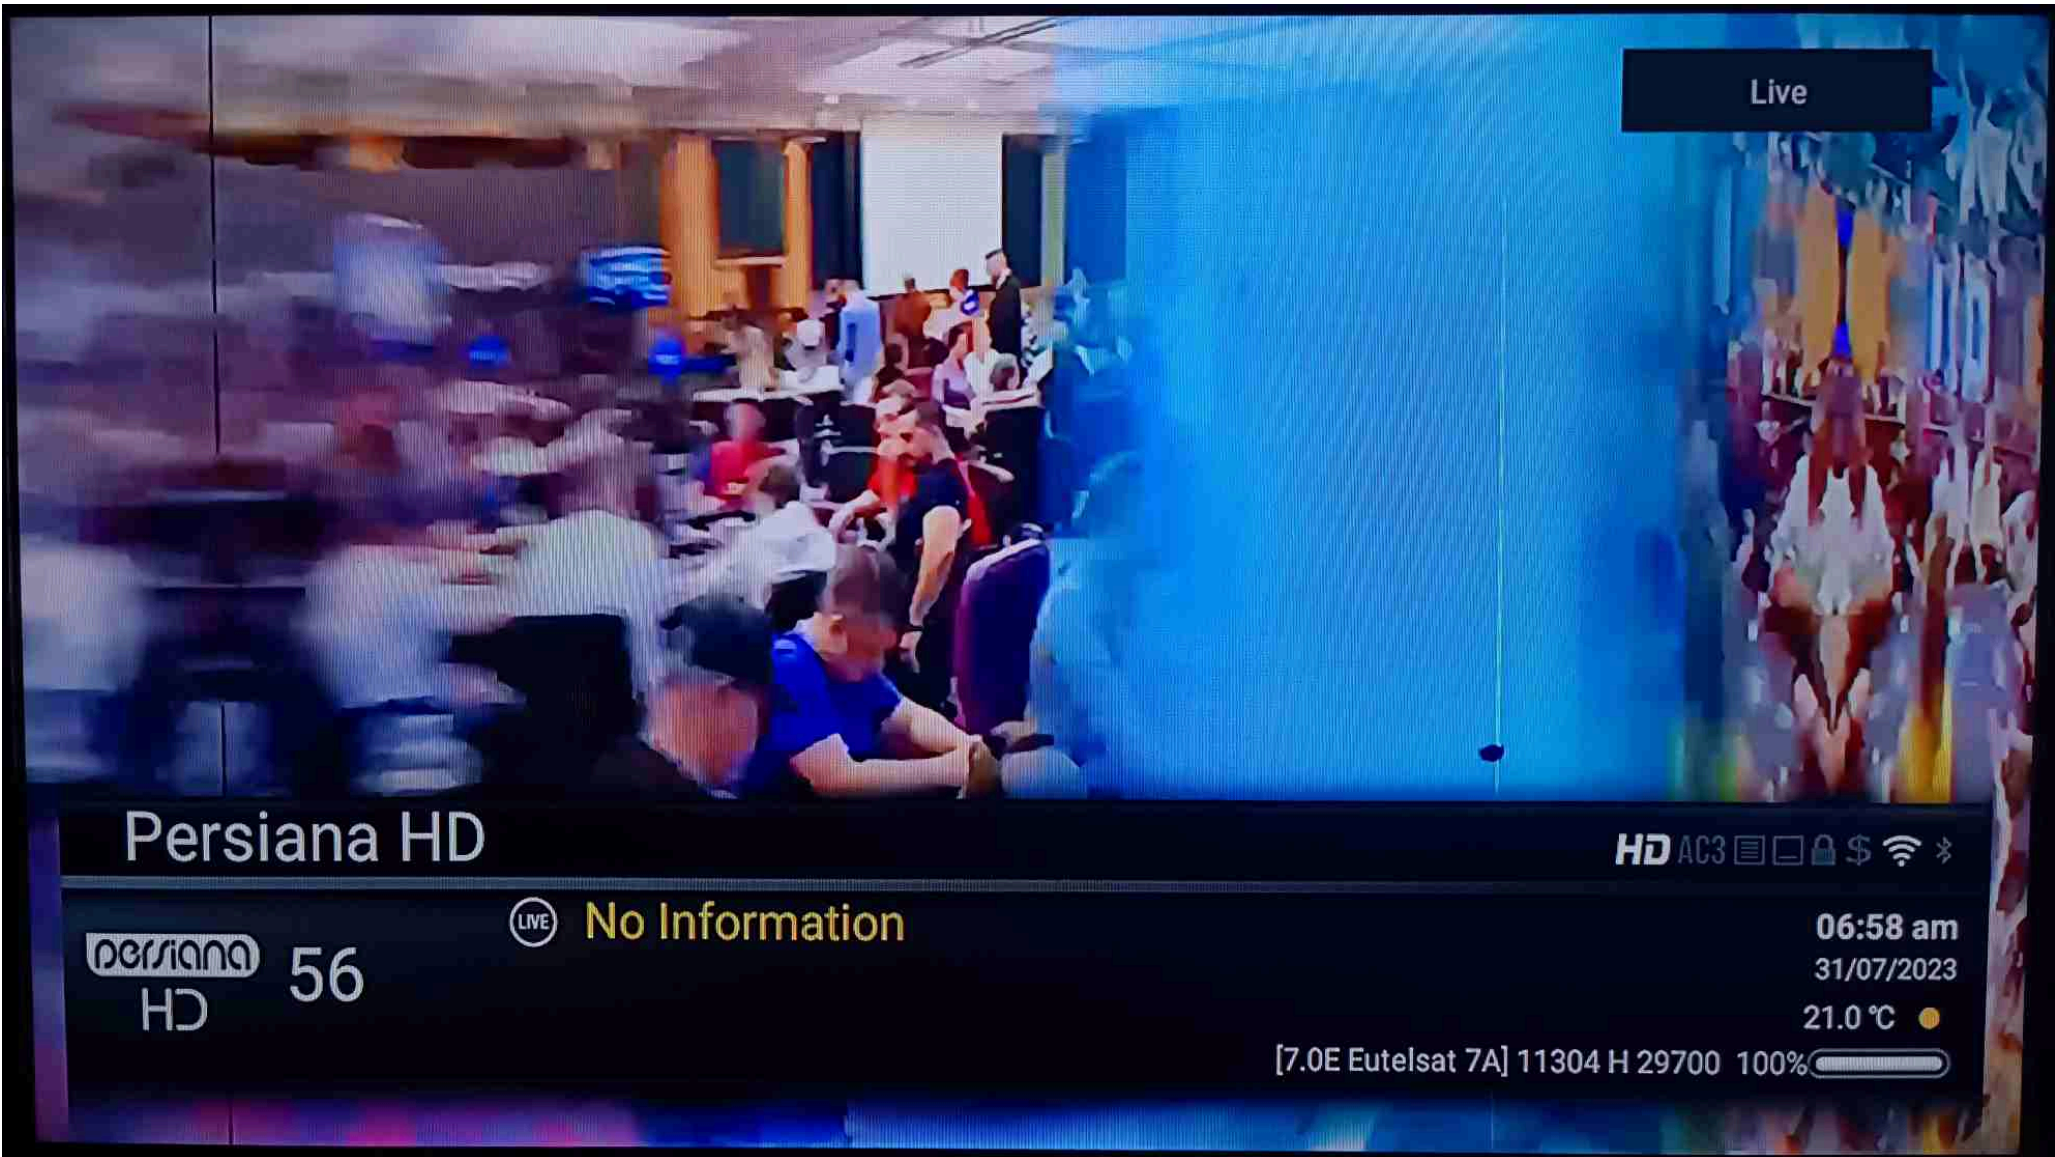 Live
Persiana HD
HD AC3 $
LIVE No Information
06:58 am
persiana
HD
56
31/07/2023
21.0 °C
[7.0E Eutelsat 7A] 11304 H 29700 100%